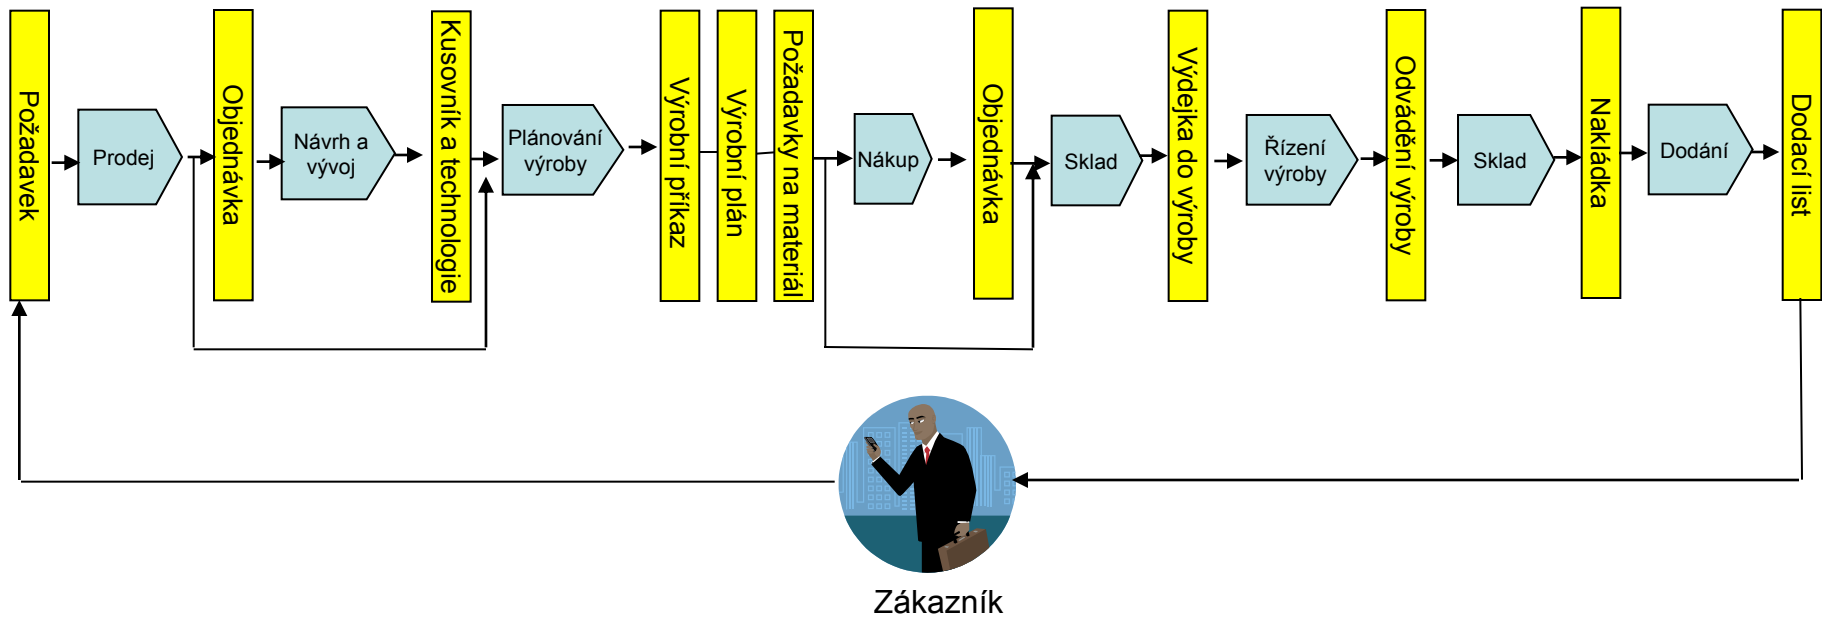 Požadavek
Prodej
Objednávka
Návrh a
vývoj
Kusovník a technologie
Plánování
výroby
Výrobní příkaz
Výrobní plán
Požadavky na materiál
Nákup
Objednávka
Sklad
Výdejka do výroby
Řízení
výroby
Odvádění výroby
Sklad
Nakládka
Dodání
Dodací list
Zákazník